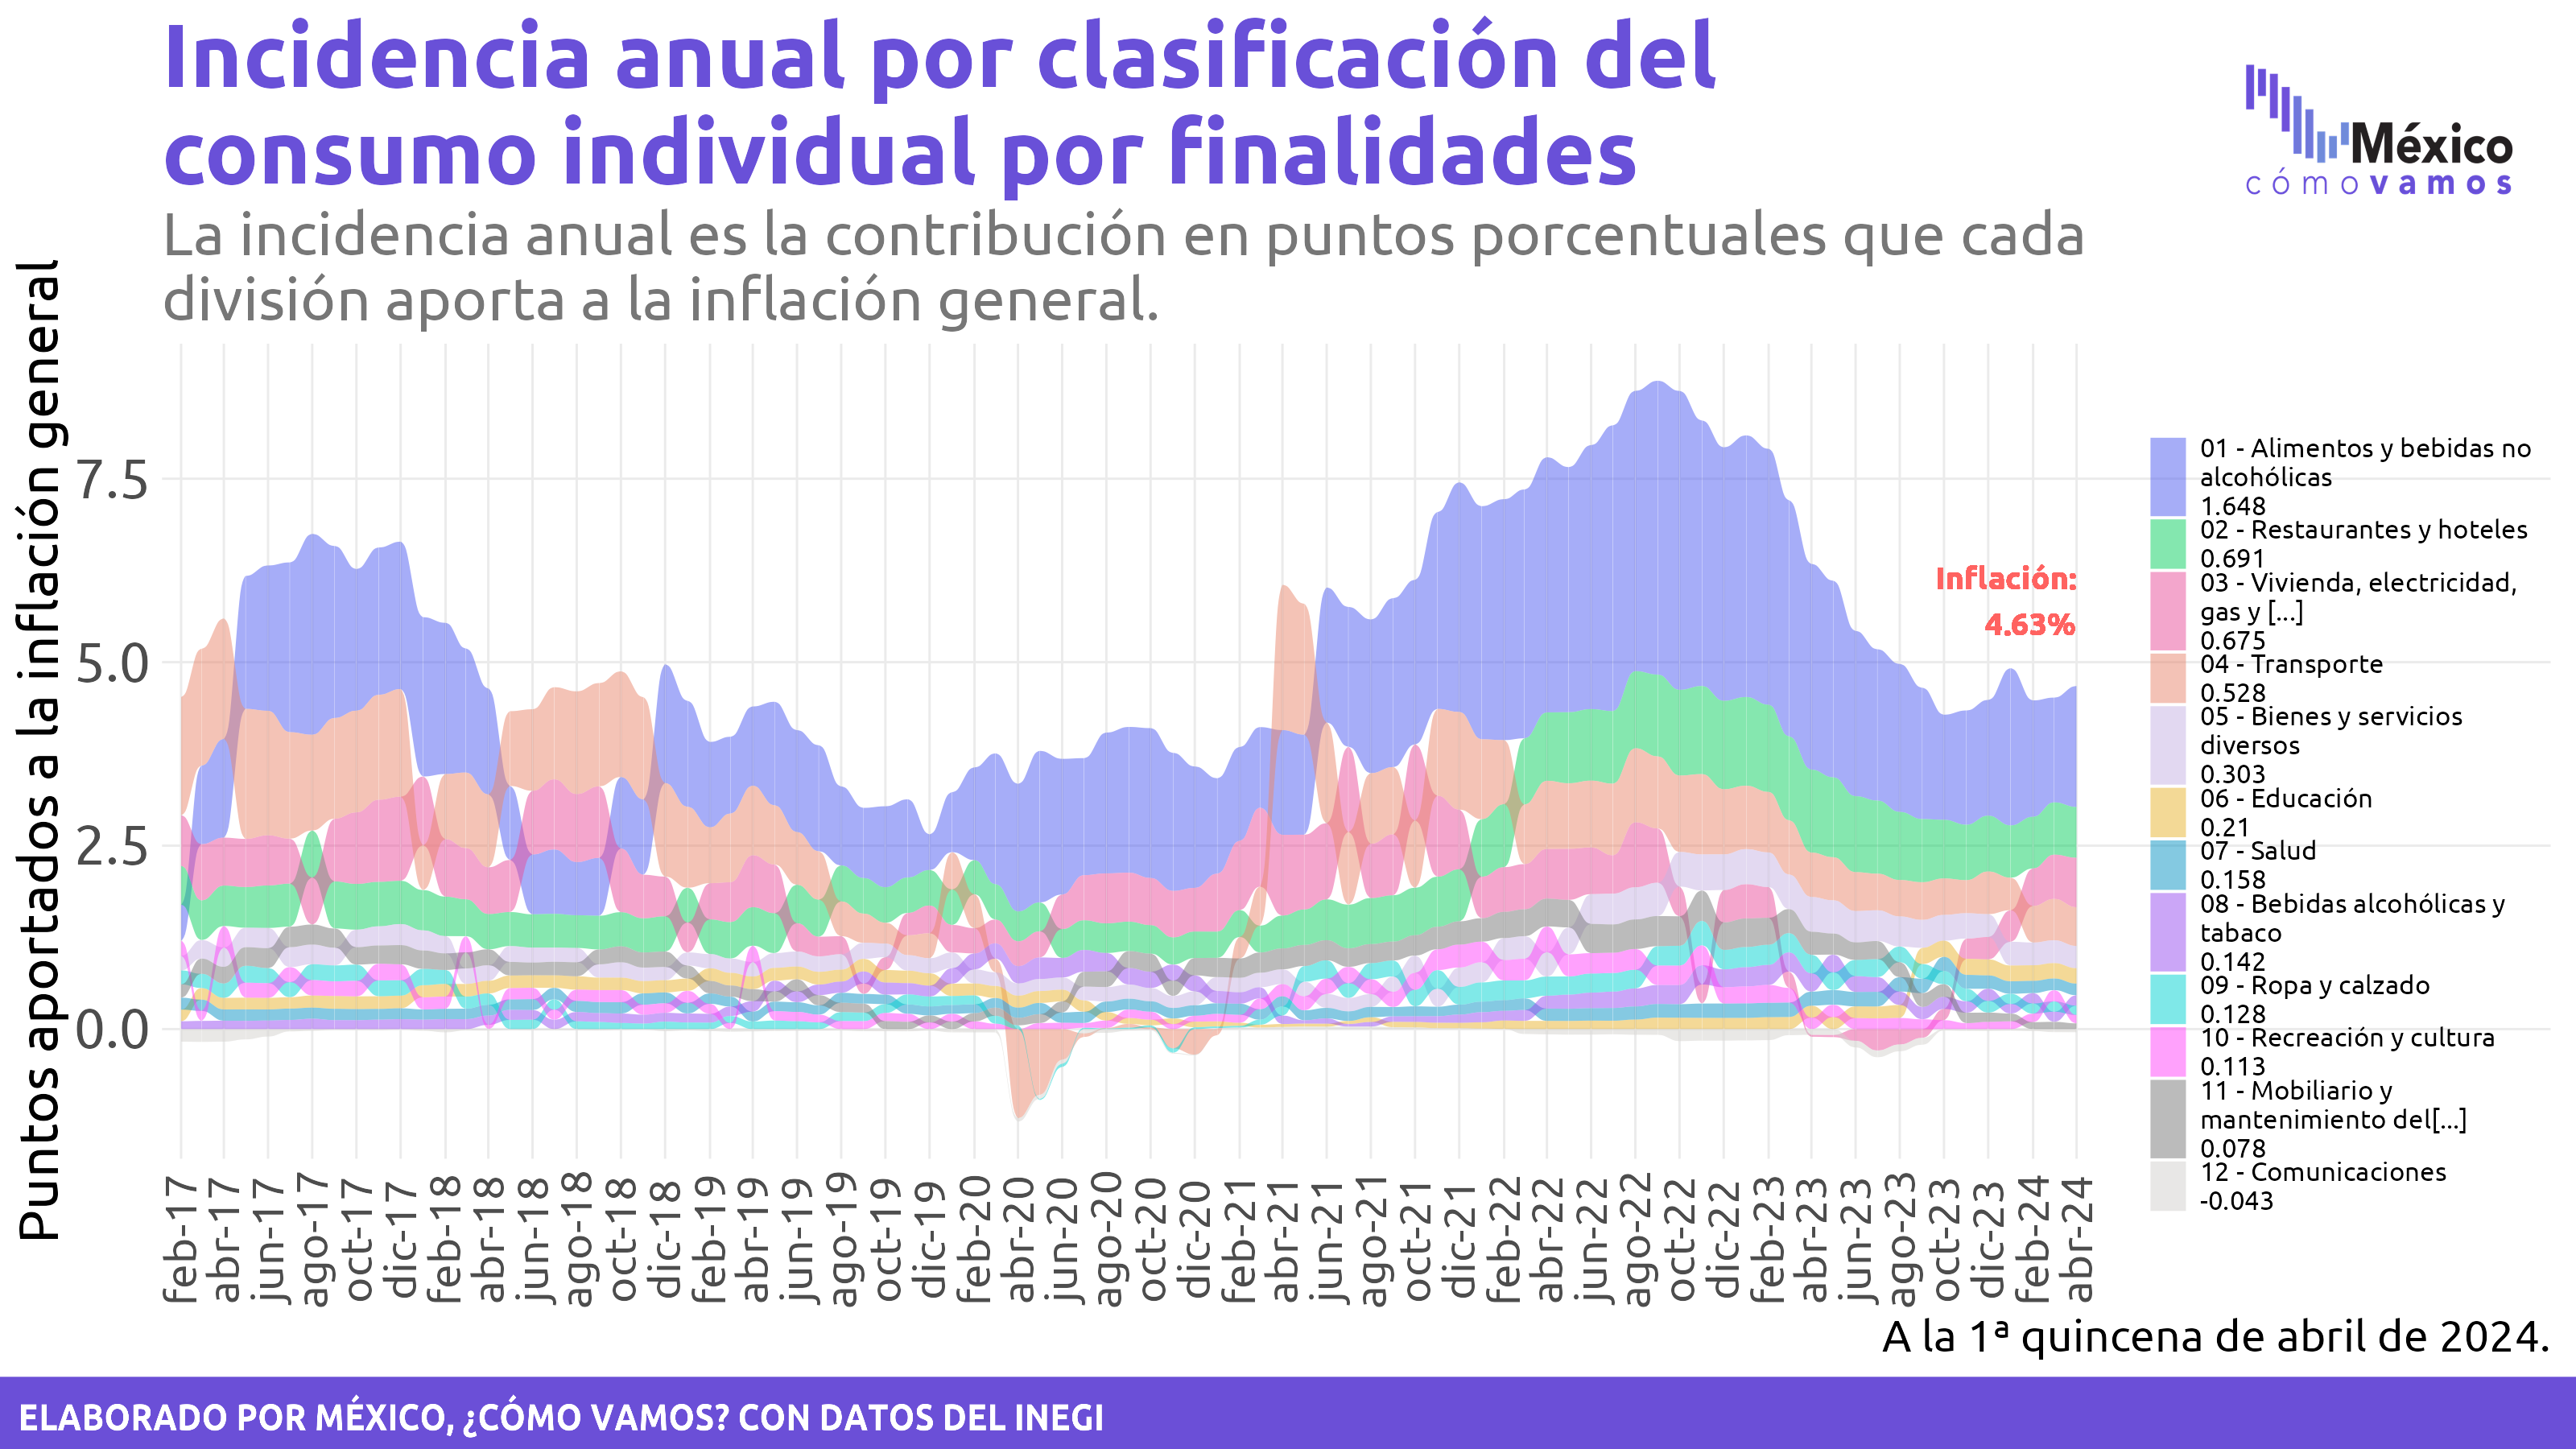 Incidencia anual por clasificación del
consumo individual por finalidades
México
cómovamos
La incidencia anual es la contribución en puntos porcentuales que cada
división aporta a la inflación general.
Puntos aportados a la inflación general
7.5
5.0
2.5
0.0
Inflación:
4.63%
01 - Alimentos y bebidas no
alcohólicas
1.648
02 - Restaurantes y hoteles
0.691
03 - Vivienda, electricidad,
gas y [...]
0.675
04 - Transporte
0.528
05 - Bienes y servicios
diversos
0.303
06 - Educación
0.21
07 - Salud
0.158
08 - Bebidas alcohólicas y
tabaco
0.142
09 - Ropa y calzado
0.128
10 - Recreación y cultura
0.113
11 - Mobiliario y
mantenimiento del[...]
0.078
12 - Comunicaciones
-0.043
feb-17
abr-17
jun-17
ago-17
oct-17
dic-17
feb-18
abr-18
jun-18
ago-18
oct-18
dic-18
feb-19
abr-19
jun-19
ago-19
oct-19
dic-19
feb-20
abr-20
jun-20
ago-20
oct-20
dic-20
feb-21
abr-21
jun-21
ago-21
oct-21
dic-21
feb-22
abr-22
jun-22
ago-22
oct-22
dic-22
feb-23
abr-23
jun-23
ago-23
oct-23
dic-23
feb-24
abr-24
A la 1ª quincena de abril de 2024.
ELABORADO POR MÉXICO, ¿CÓMO VAMOS? CON DATOS DEL INEGI